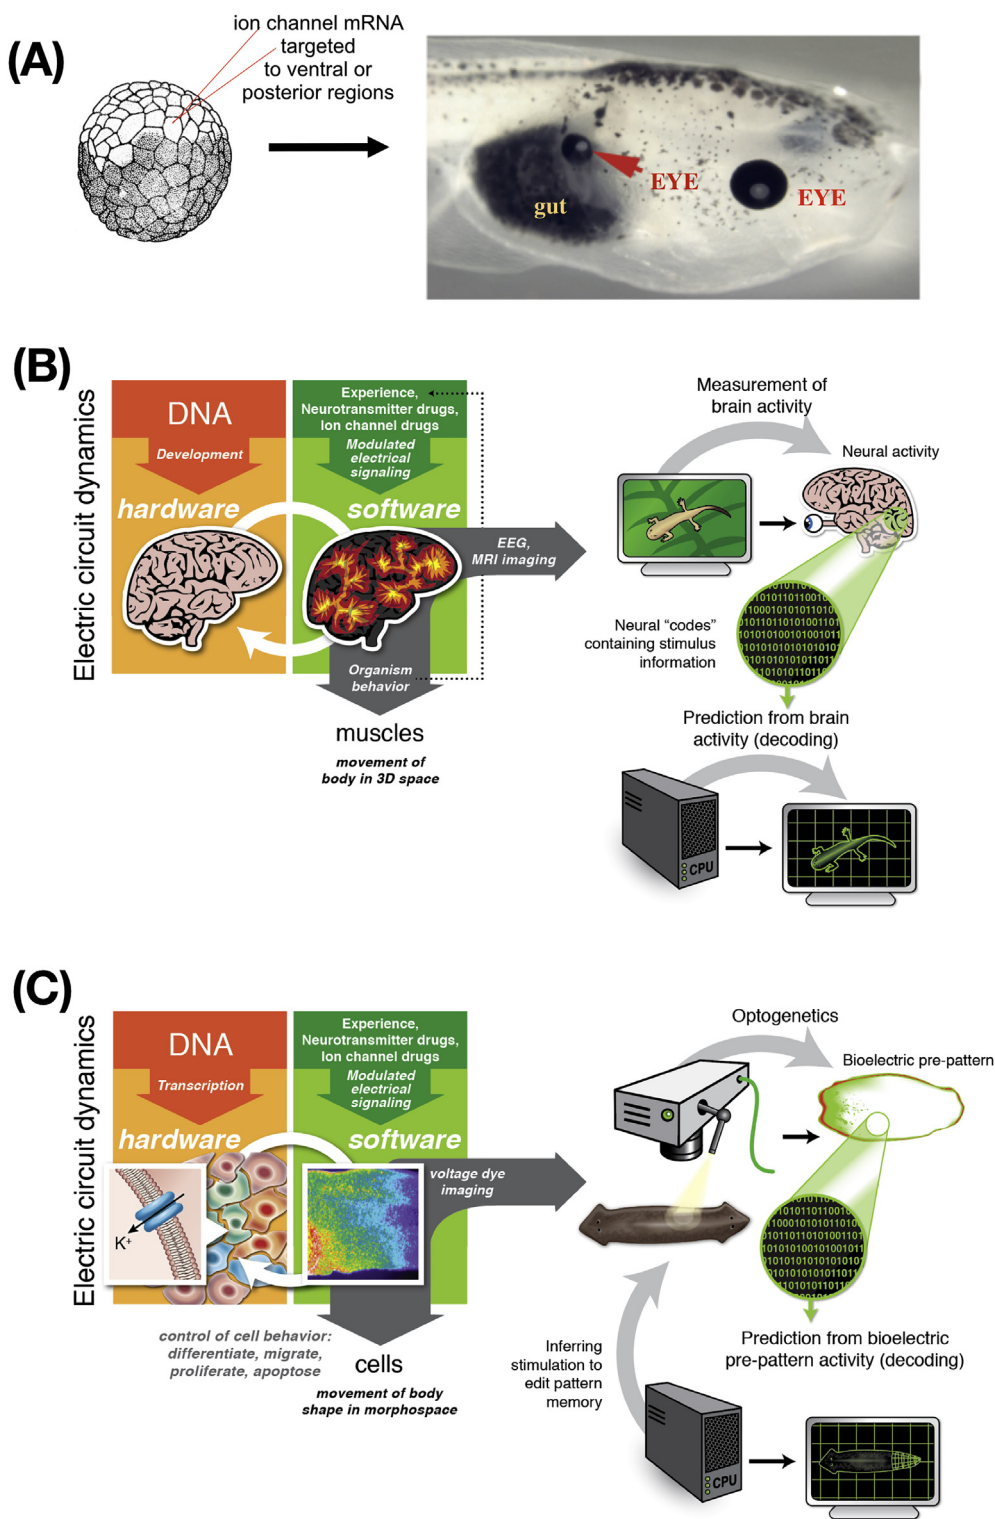 (A)
ion channel mRNA
targeted
to ventral or
posterior regions
EYE
EYE
gut
(B)
Electric circuit dynamics
DNA
Development
hardware
Experience,
Neurotransmitter drugs,
Ion channel drugs
Modulated
electrical
signaling
software
EEG,
MRI imaging
Organism
behavior
muscles
movement of
body in 3D space
Measurement of
brain activity
Neural activity
Neural “codes”
containing stimulus
information
Prediction from brain
activity (decoding)
CPU
(C)
Electric circuit dynamics
DNA
Transcription
hardware
K+
Experience,
Neurotransmitter drugs,
Ion channel drugs
Modulated
electrical
signaling
software
voltage dye
imaging
control of cell behavior:
differentiate, migrate,
proliferate, apoptose
cells
movement of body
shape in morphospace
Optogenetics
Bioelectric pre-pattern
Prediction from bioelectric
pre-pattern activity (decoding)
Inferring
stimulation to
edit pattern
memory
CPU